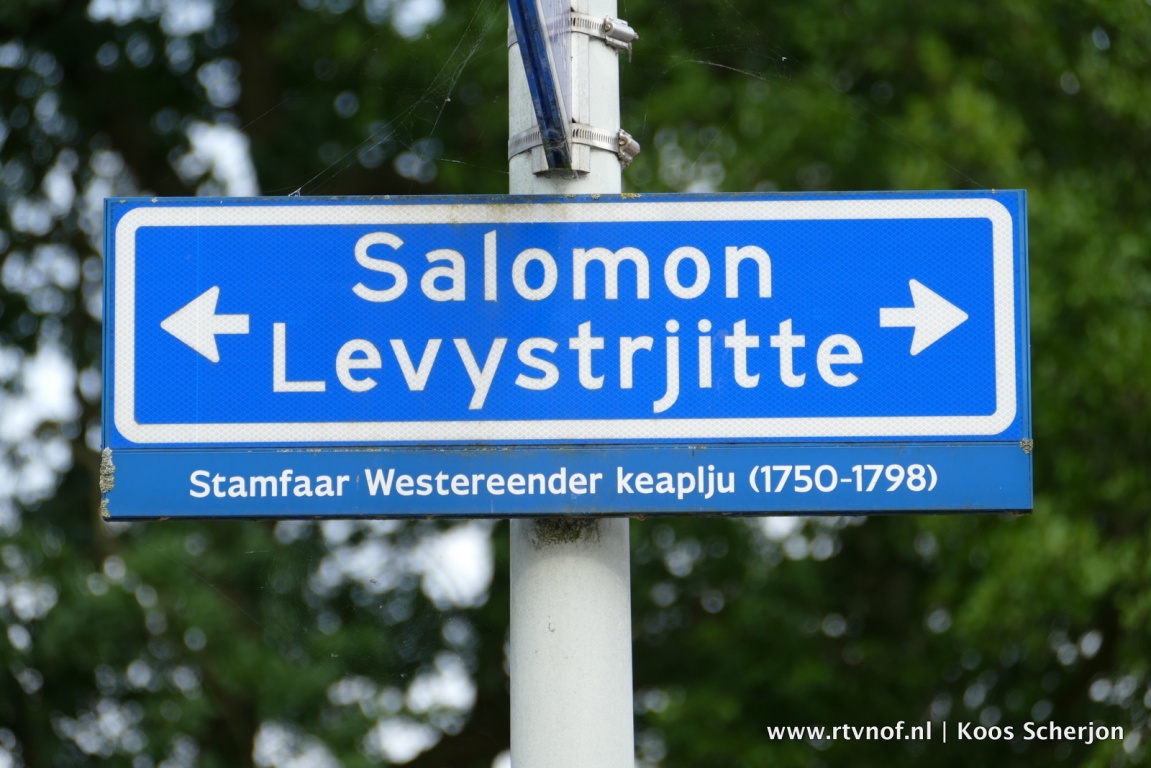 Salomon
Levystrjitte
Stamfaar Westereender keaplju (1750-1798)
www.rtvnof.nl | Koos Scherjon